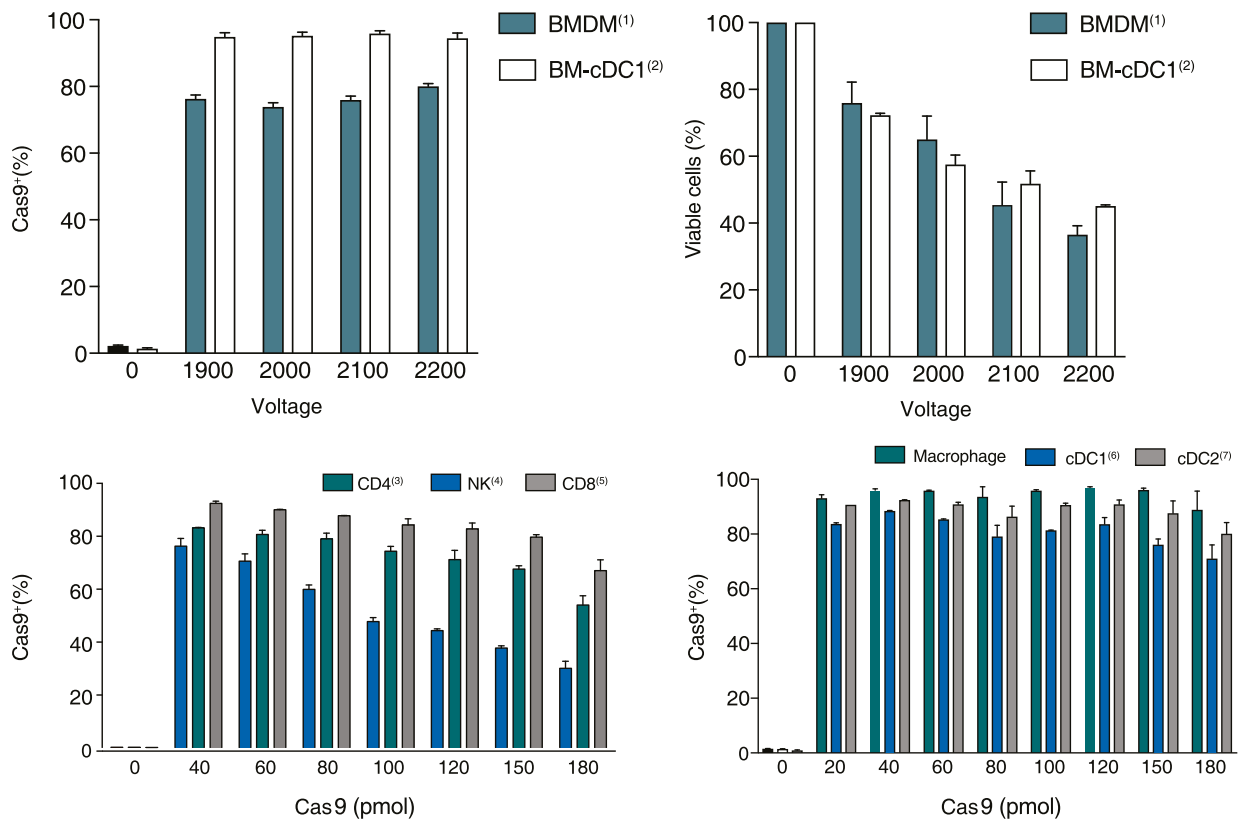 100
80
60
40
20
0
Cas9⁺(%)
BMDM⁽¹⁾
BM-cDC1⁽²⁾
0 1900 2000 2100 2200
Voltage
100
80
60
40
20
0
Viable cells (%)
BMDM⁽¹⁾
BM-cDC1⁽²⁾
0 1900 2000 2100 2200
Voltage
CD4⁽³⁾ NK⁽⁴⁾ CD8⁽⁵⁾
100
80
60
40
20
0
Cas9⁺(%)
0 40 60 80 100 120 150 180
Cas9 (pmol)
Macrophage cDC1⁽⁶⁾ cDC2⁽⁷⁾
100
80
60
40
20
0
Cas9⁺(%)
0 20 40 60 80 100 120 150 180
Cas9 (pmol)